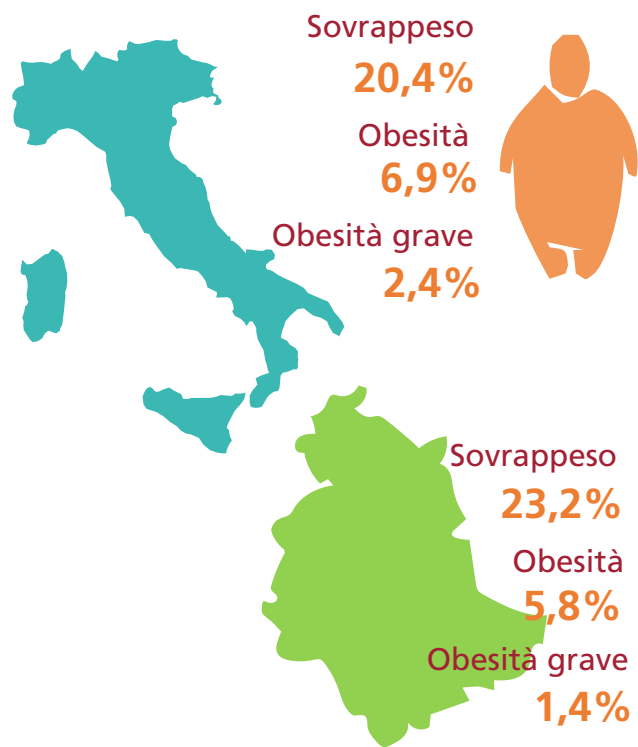 Sovrappeso
20,4%
Obesità
6,9%
Obesità grave
2,4%
Sovrappeso
23,2%
Obesità
5,8%
Obesità grave
1,4%